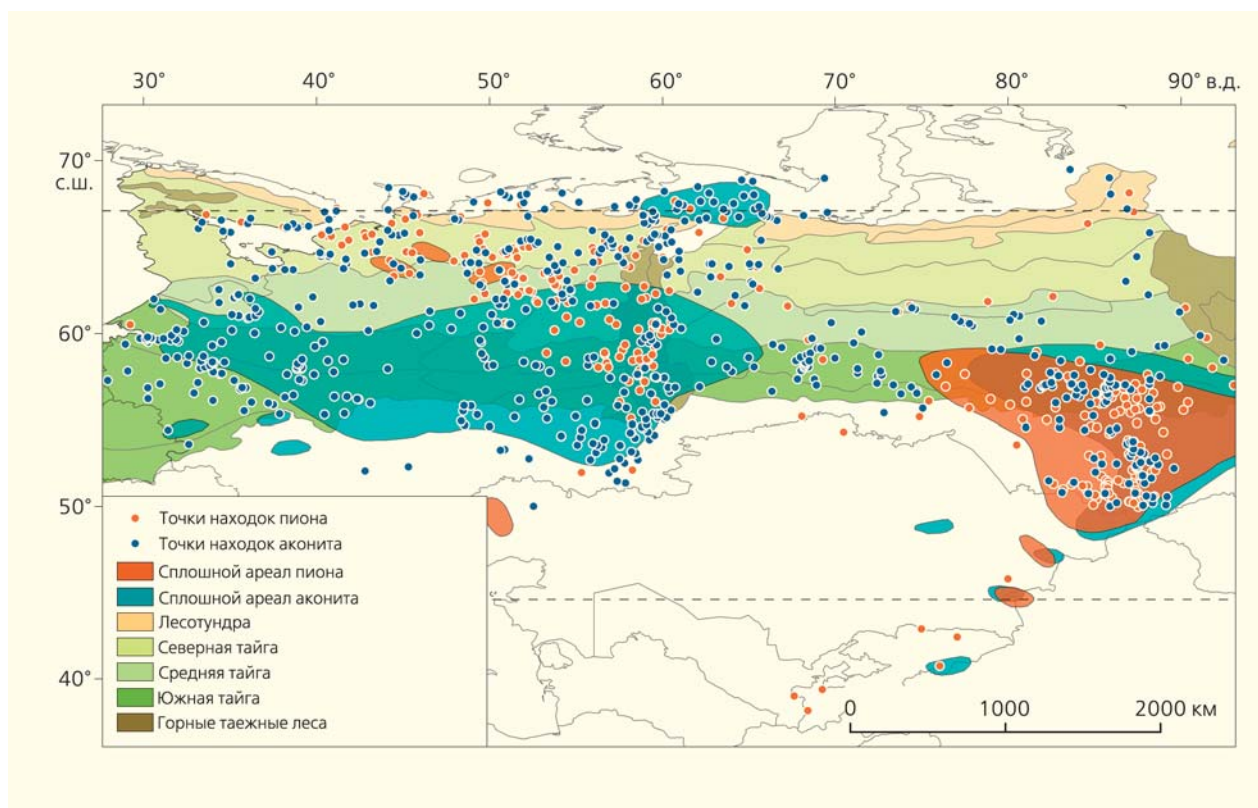 30° 40° 50° 60° 70° 80° 90° в.д.
70°
с.ш.
60°
50°
40°
Точки находок пиона
Точки находок аконита
Сплошной ареал пиона
Сплошной ареал аконита
Лесотундра
Северная тайга
Средняя тайга
Южная тайга
Горные таежные леса
0 1000 2000 км